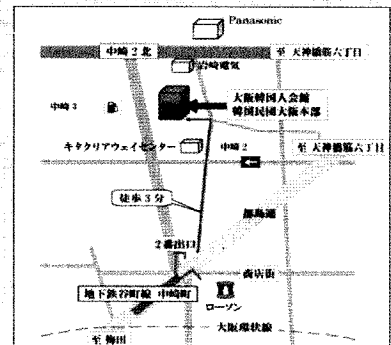 Panasonic
中崎2北
至 天神橋筋六丁目
岩崎電気
大阪韓国人会館
韓国民団大阪本部
中崎3
キタクリアウェイセンター
中崎2
至 天神橋筋六丁目
徒歩3分
都島通
2番出口
商店街
地下鉄谷町線 中崎町
ローソン
大阪環状線
至 梅田